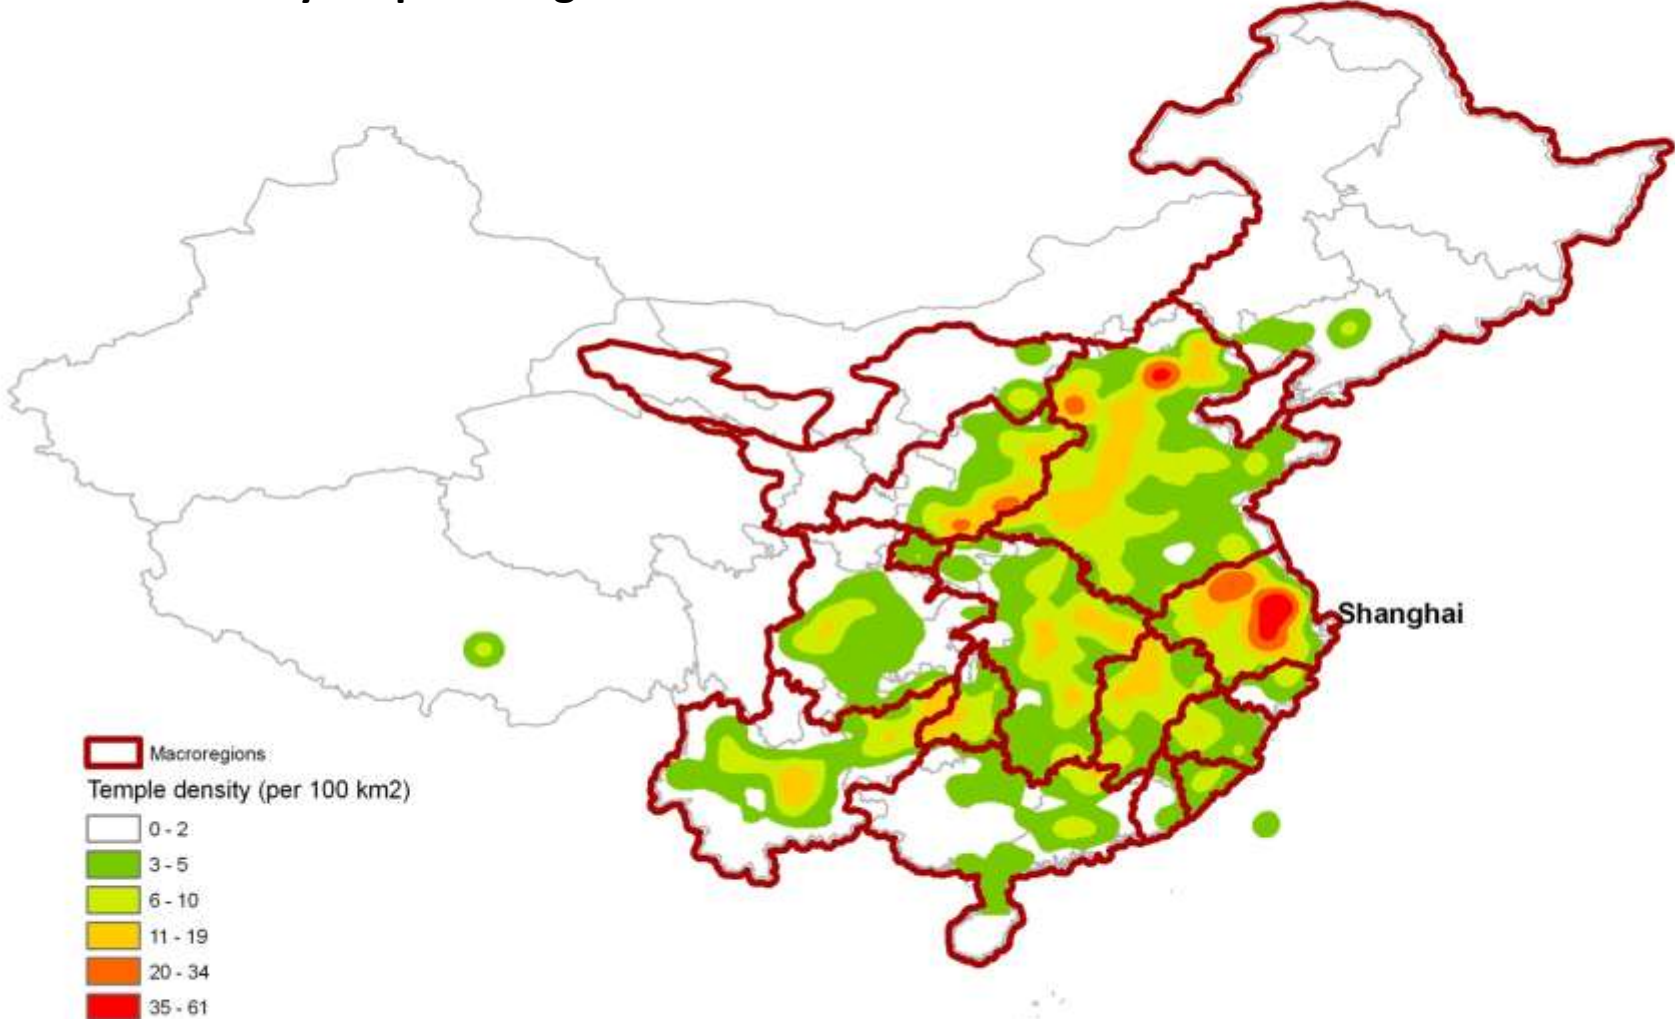 Shanghai
Macroregions
Temple density (per 100 km2)
0 - 2
3 - 5
6 - 10
11 - 19
20 - 34
35 - 61